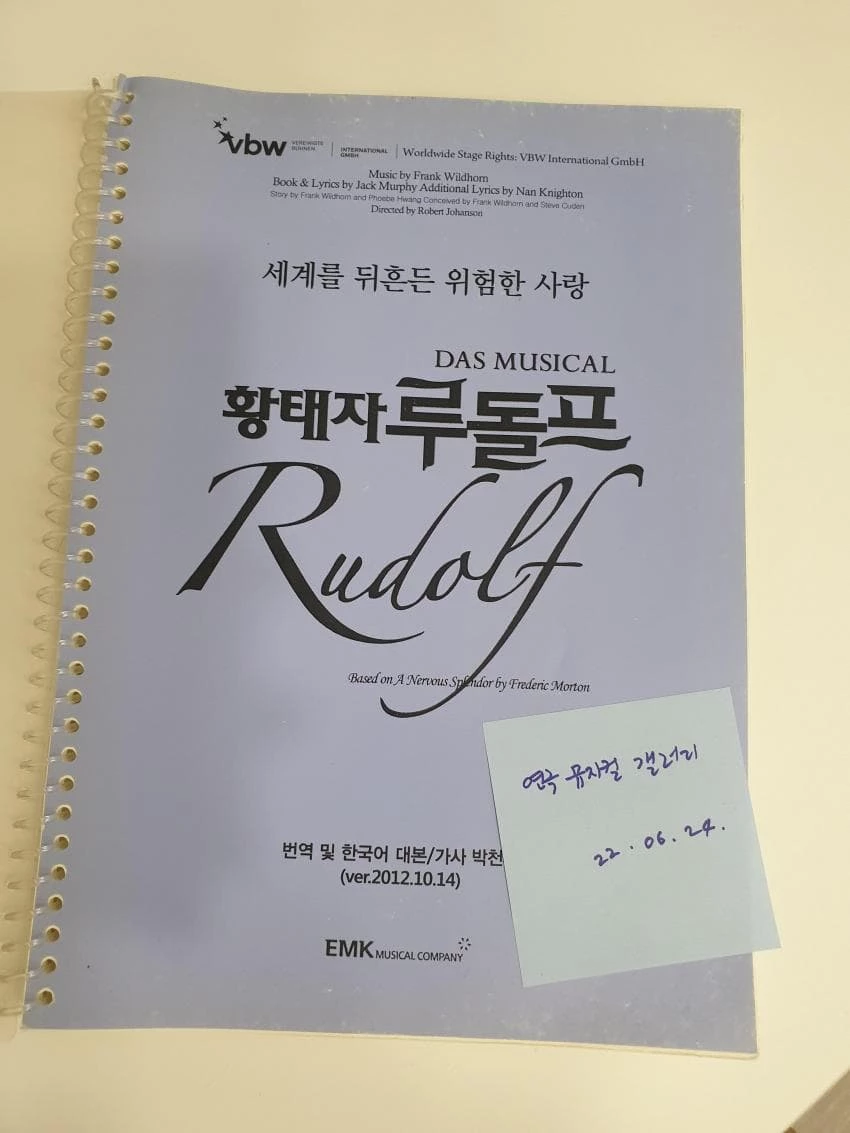 vbw VEREINIGTE BÜHNEN | INTERNATIONAL GMBH | Worldwide Stage Rights: VBW International GmbH
Music by Frank Wildhorn
Book & Lyrics by Jack Murphy Additional Lyrics by Nan Knighton
Story by Frank Wildhorn and Phoebe Hwang Conceived by Frank Wildhorn and Steve Cuden
Directed by Robert Johanson
세계를 뒤흔든 위험한 사랑
DAS MUSICAL
황태자 루돌프
Rudolf
Based on A Nervous Splendor by Frederic Morton
연극 뮤지컬 갤러리
22.06.24.
번역 및 한국어 대본/가사 박천
(ver.2012.10.14)
EMK MUSICAL COMPANY